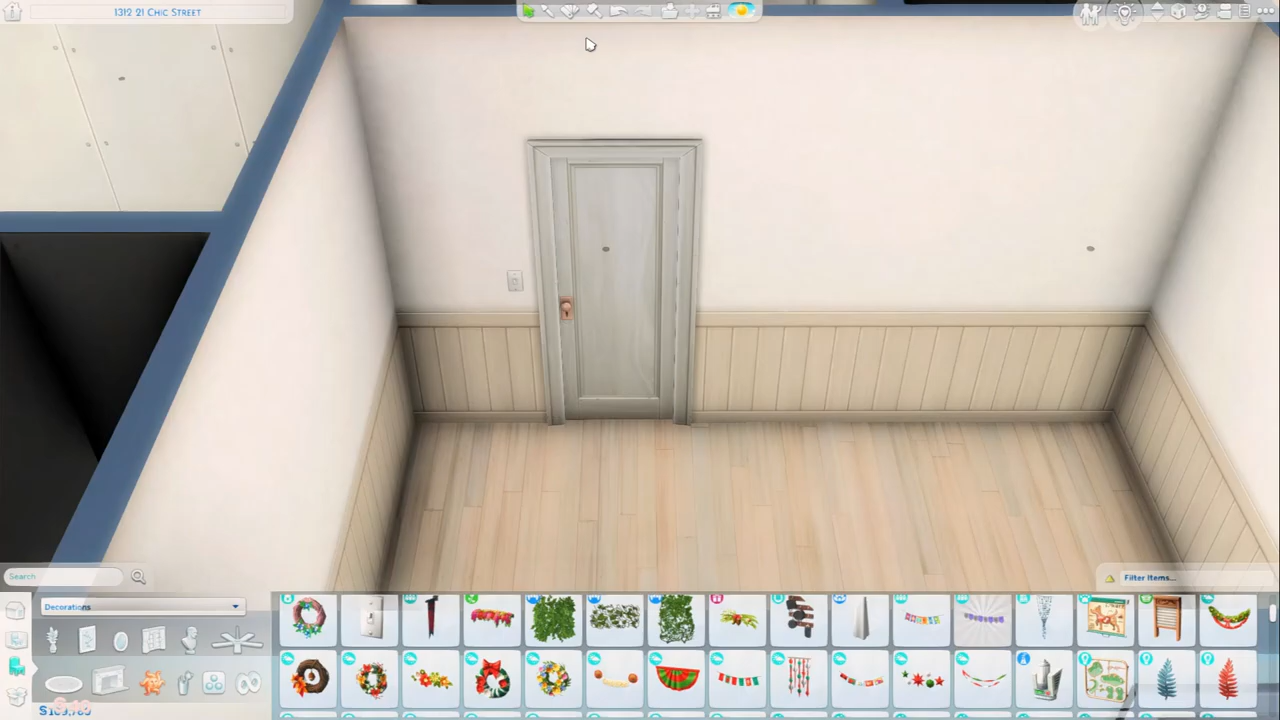 1312 21 Chic Street
Search
Filter Items...
Decorations